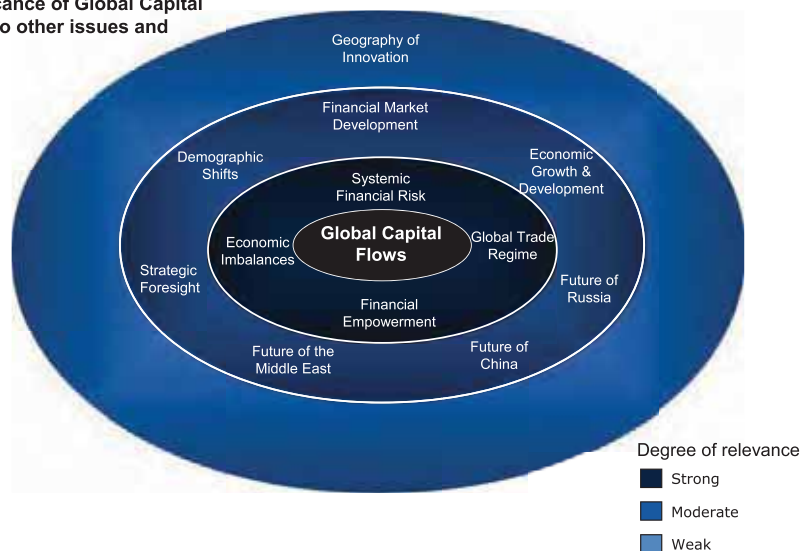 cance of Global Capital
o other issues and
Geography of
Innovation
Financial Market
Development
Demographic
Shifts
Economic
Growth &
Development
Systemic
Financial Risk
Global Capital
Flows
Economic
Imbalances
Global Trade
Regime
Strategic
Foresight
Future of
Russia
Financial
Empowerment
Future of the
Middle East
Future of
China
Degree of relevance
Strong
Moderate
Weak